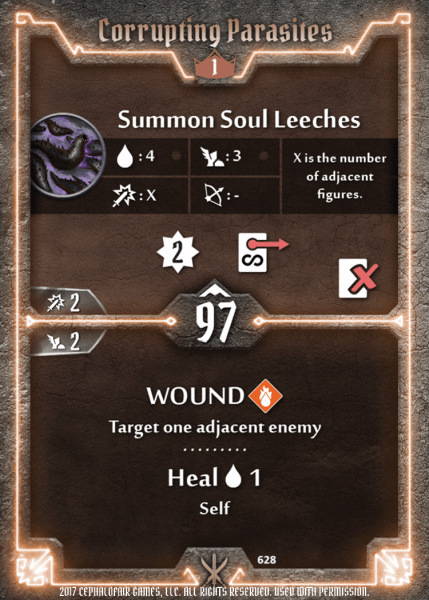 Corrupting Parasites
1
Summon Soul Leeches
: 4
: 3
X is the number of adjacent figures.
: X
: -
2
2
97
2
WOUND
Target one adjacent enemy
Heal 1
Self
628
2017 CEPHALOFAIR GAMES, LLC. ALL RIGHTS RESERVED. USED WITH PERMISSION.